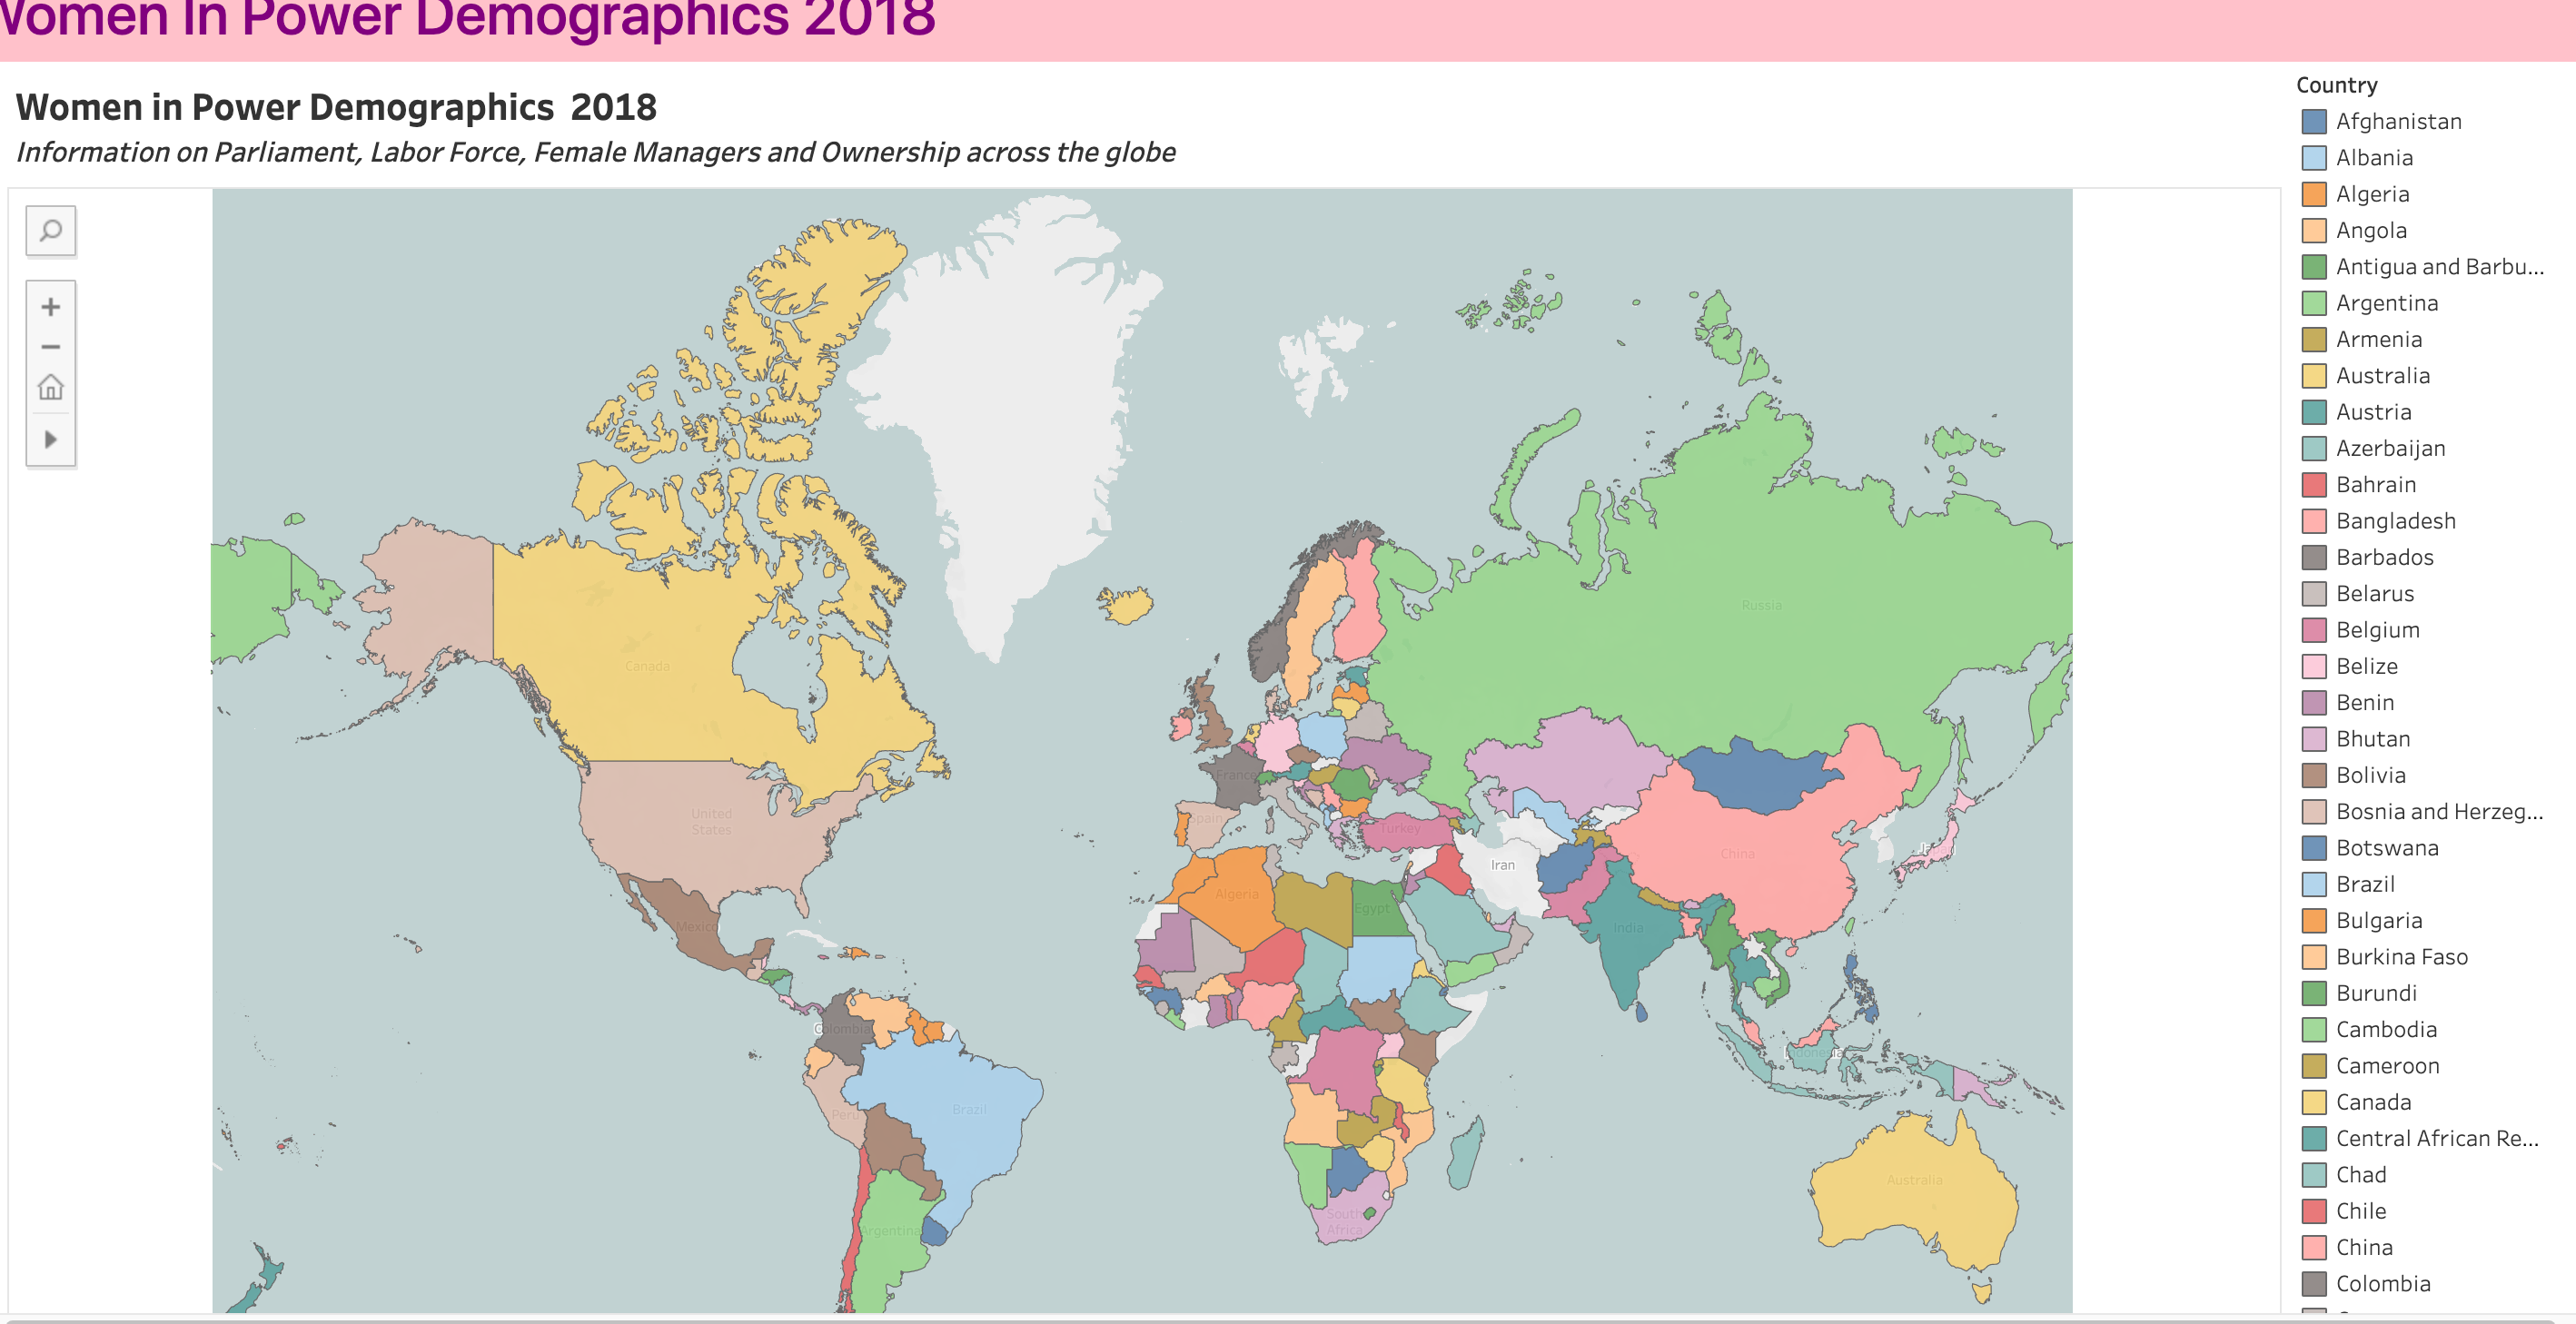 Women In Power Demographics 2018
Women in Power Demographics 2018
Information on Parliament, Labor Force, Female Managers and Ownership across the globe
Country
Afghanistan
Albania
Algeria
Angola
Antigua and Barbu...
Argentina
Armenia
Australia
Austria
Azerbaijan
Bahrain
Bangladesh
Barbados
Belarus
Belgium
Belize
Benin
Bhutan
Bolivia
Bosnia and Herzeg...
Botswana
Brazil
Bulgaria
Burkina Faso
Burundi
Cambodia
Cameroon
Canada
Central African Re...
Chad
Chile
China
Colombia
Russia
Canada
United
States
France
Spain
Turkey
Iran
China
Algeria
Egypt
Mexico
India
Colombia
Indonesia
Brazil
Peru
Australia
South
Africa
Argentina